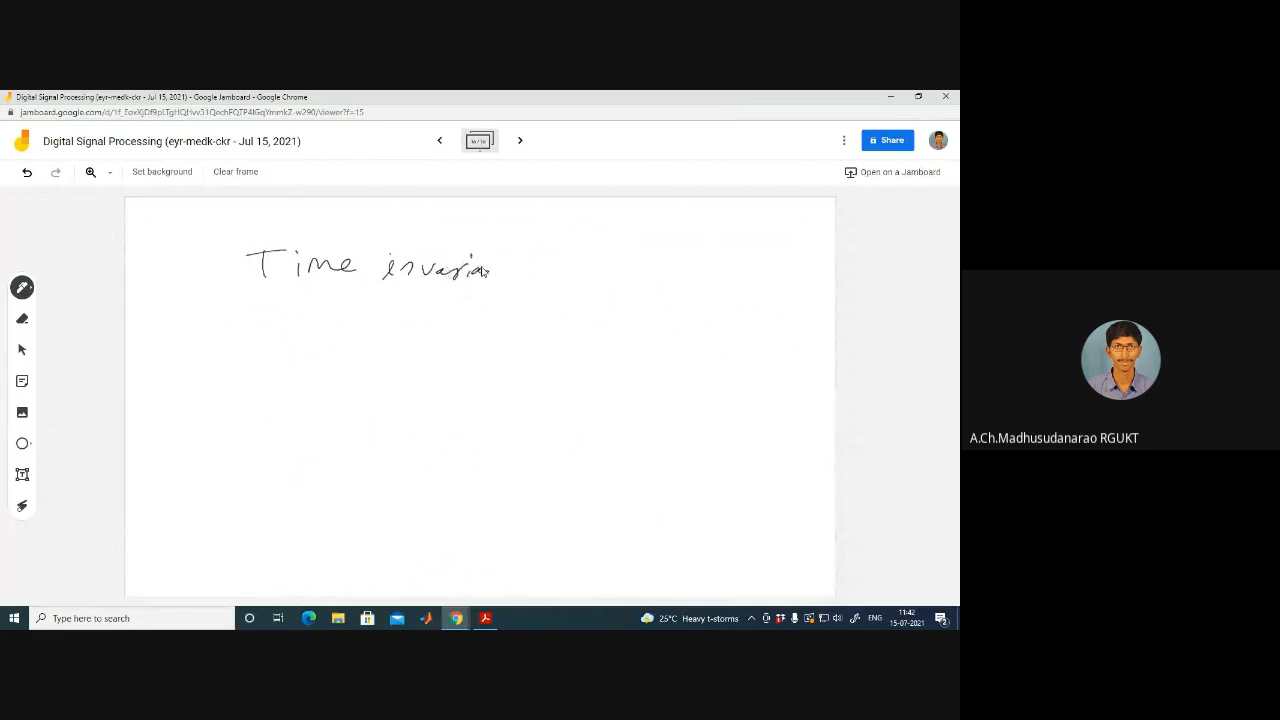 Digital Signal Processing (eyr-medk-ckr - Jul 15, 2021) - Google Jamboard - Google Chrome
Digital Signal Processing (eyr-medk-ckr - Jul 15, 2021)
16 / 16
Share
Set background
Clear frame
Open on a Jamboard
Time invaria
A.Ch.Madhusudanarao RGUKT
Type here to search
25°C Heavy t-storms
ENG
11:42
15-07-2021